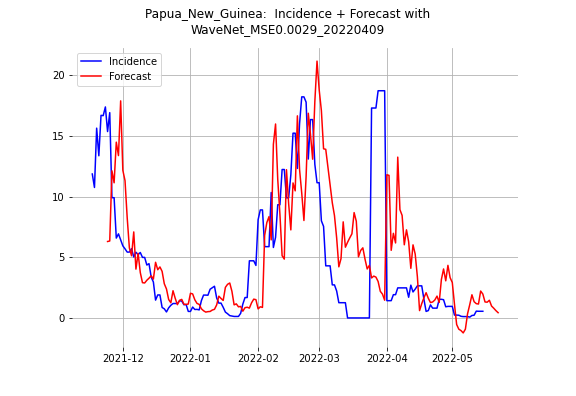 Papua_New_Guinea:  Incidence + Forecast with
WaveNet_MSE0.0029_20220409
Incidence
Forecast
20
15
10
5
0
2021-12
2022-01
2022-02
2022-03
2022-04
2022-05